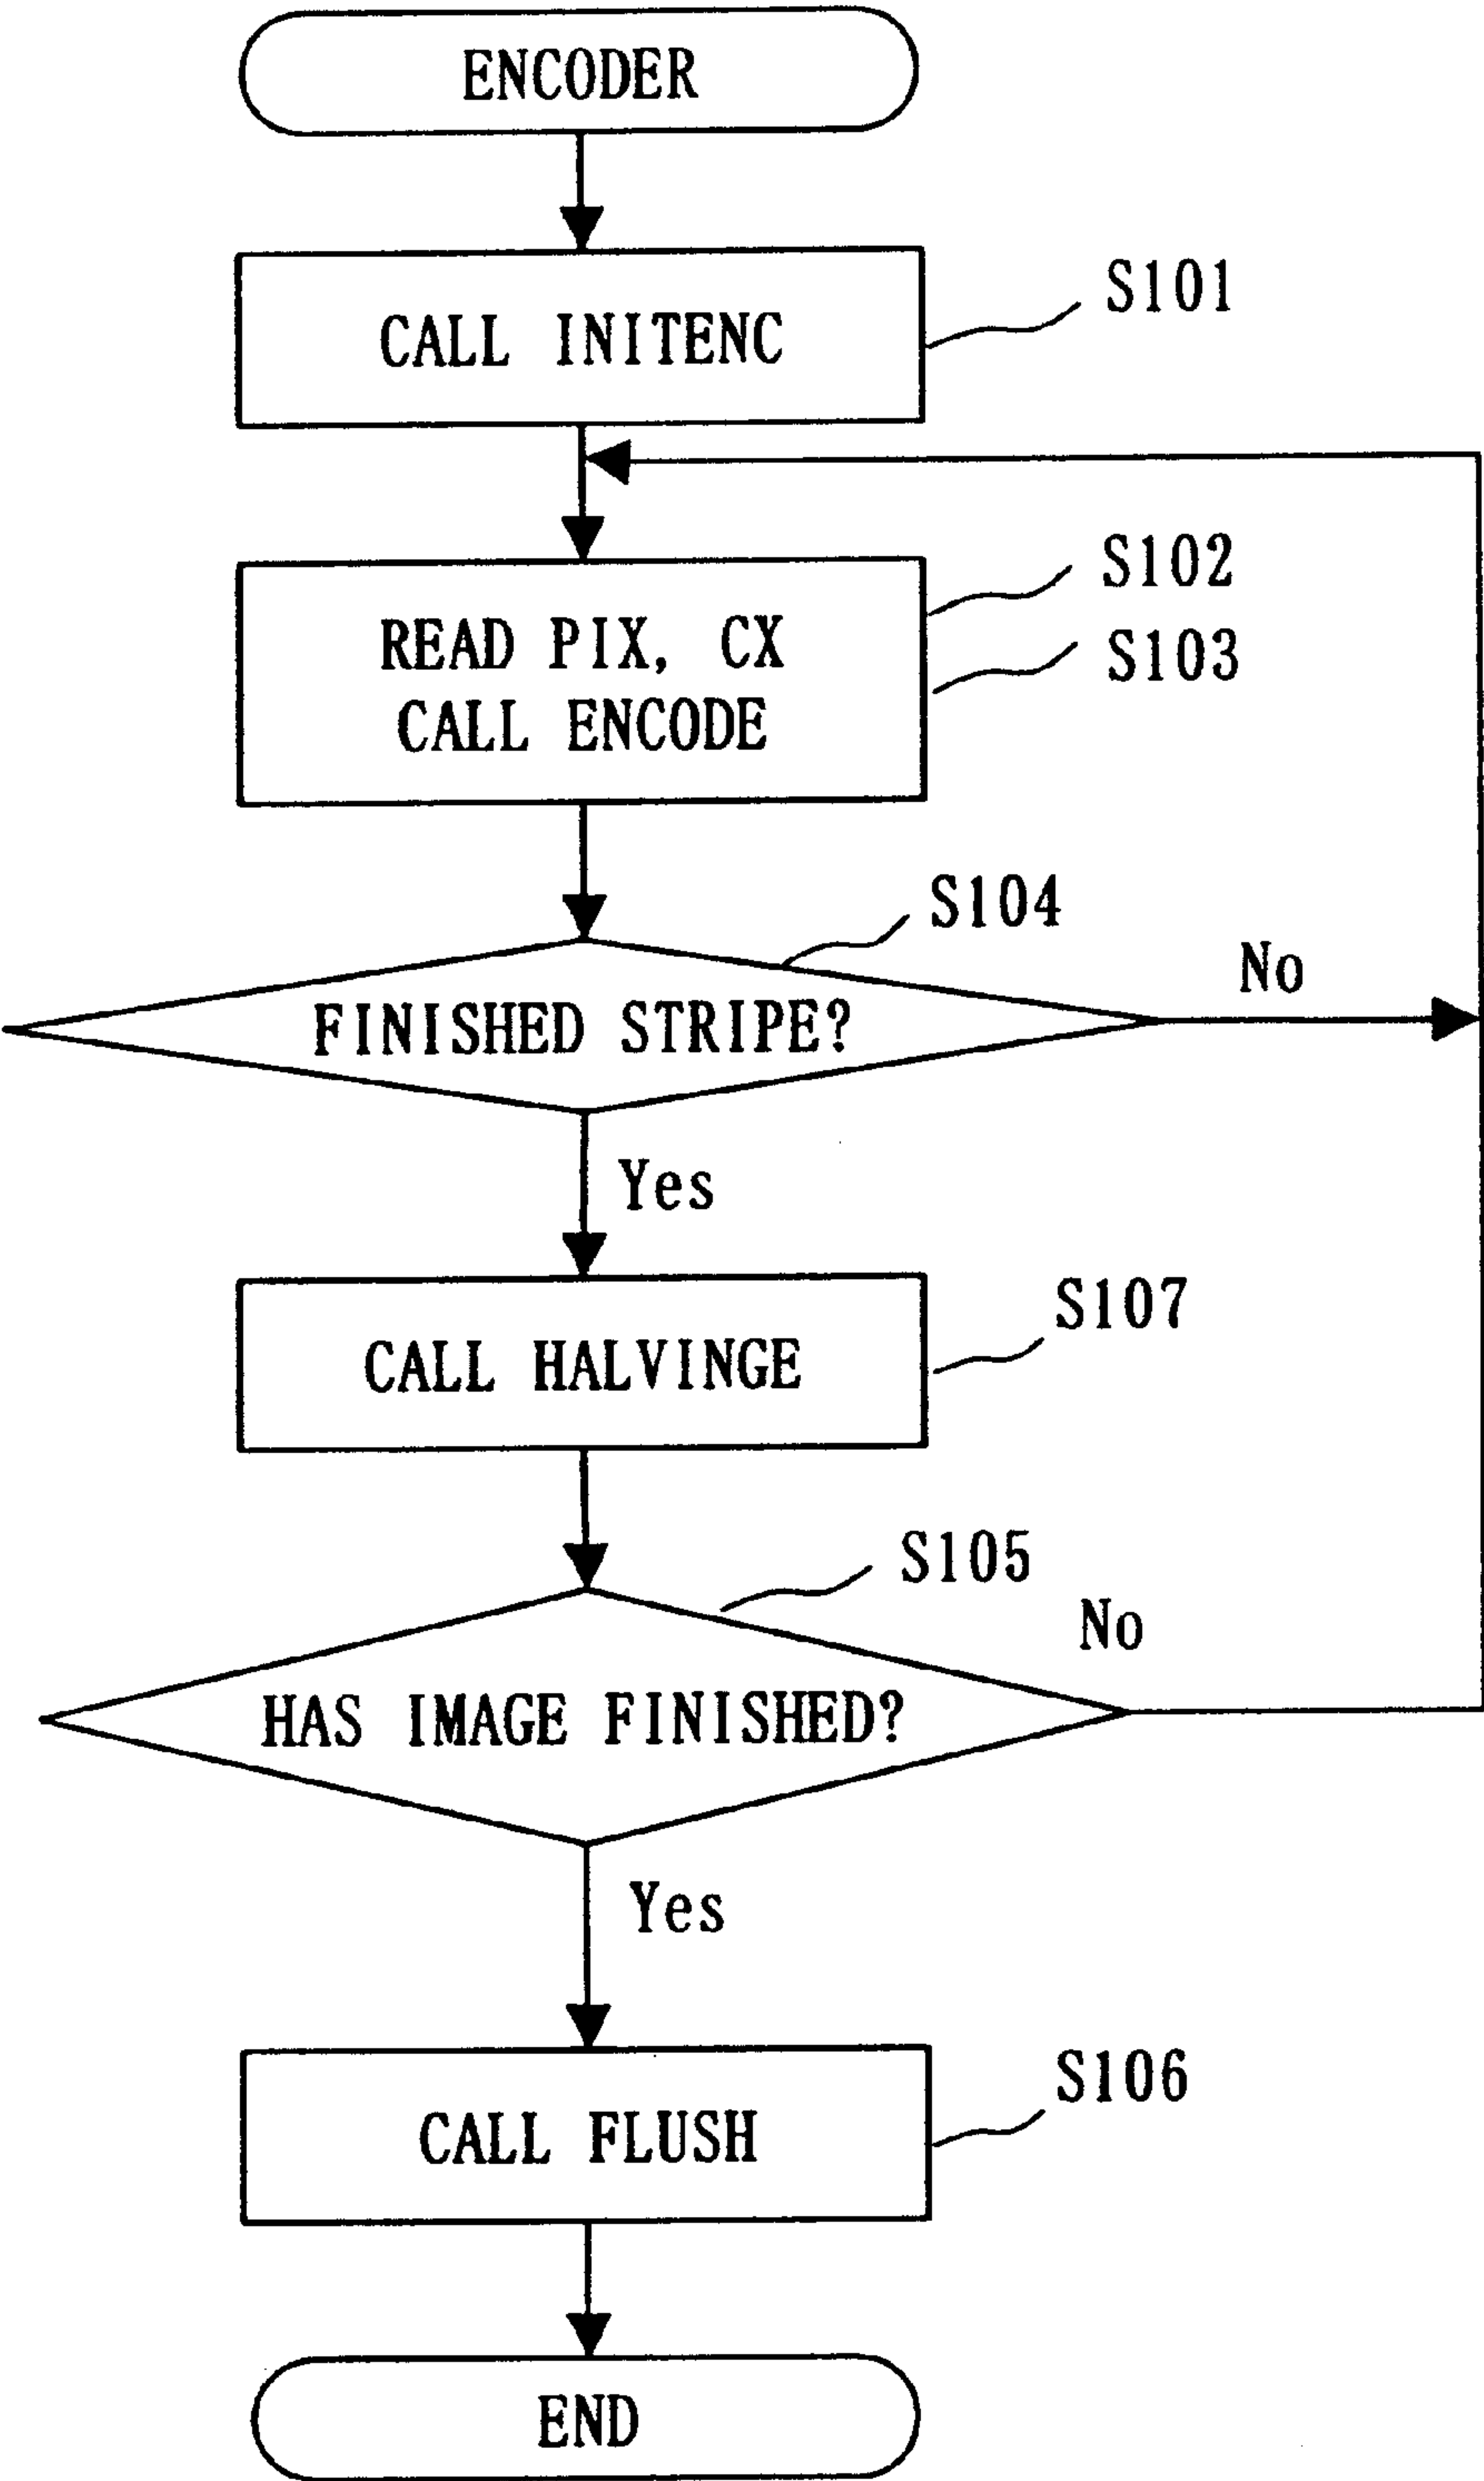 ENCODER
CALL INITENC
S101
READ PIX, CX
S102
CALL ENCODE
S103
S104
FINISHED STRIPE?
No
Yes
CALL HALVINGE
S107
S105
HAS IMAGE FINISHED?
No
Yes
CALL FLUSH
S106
END